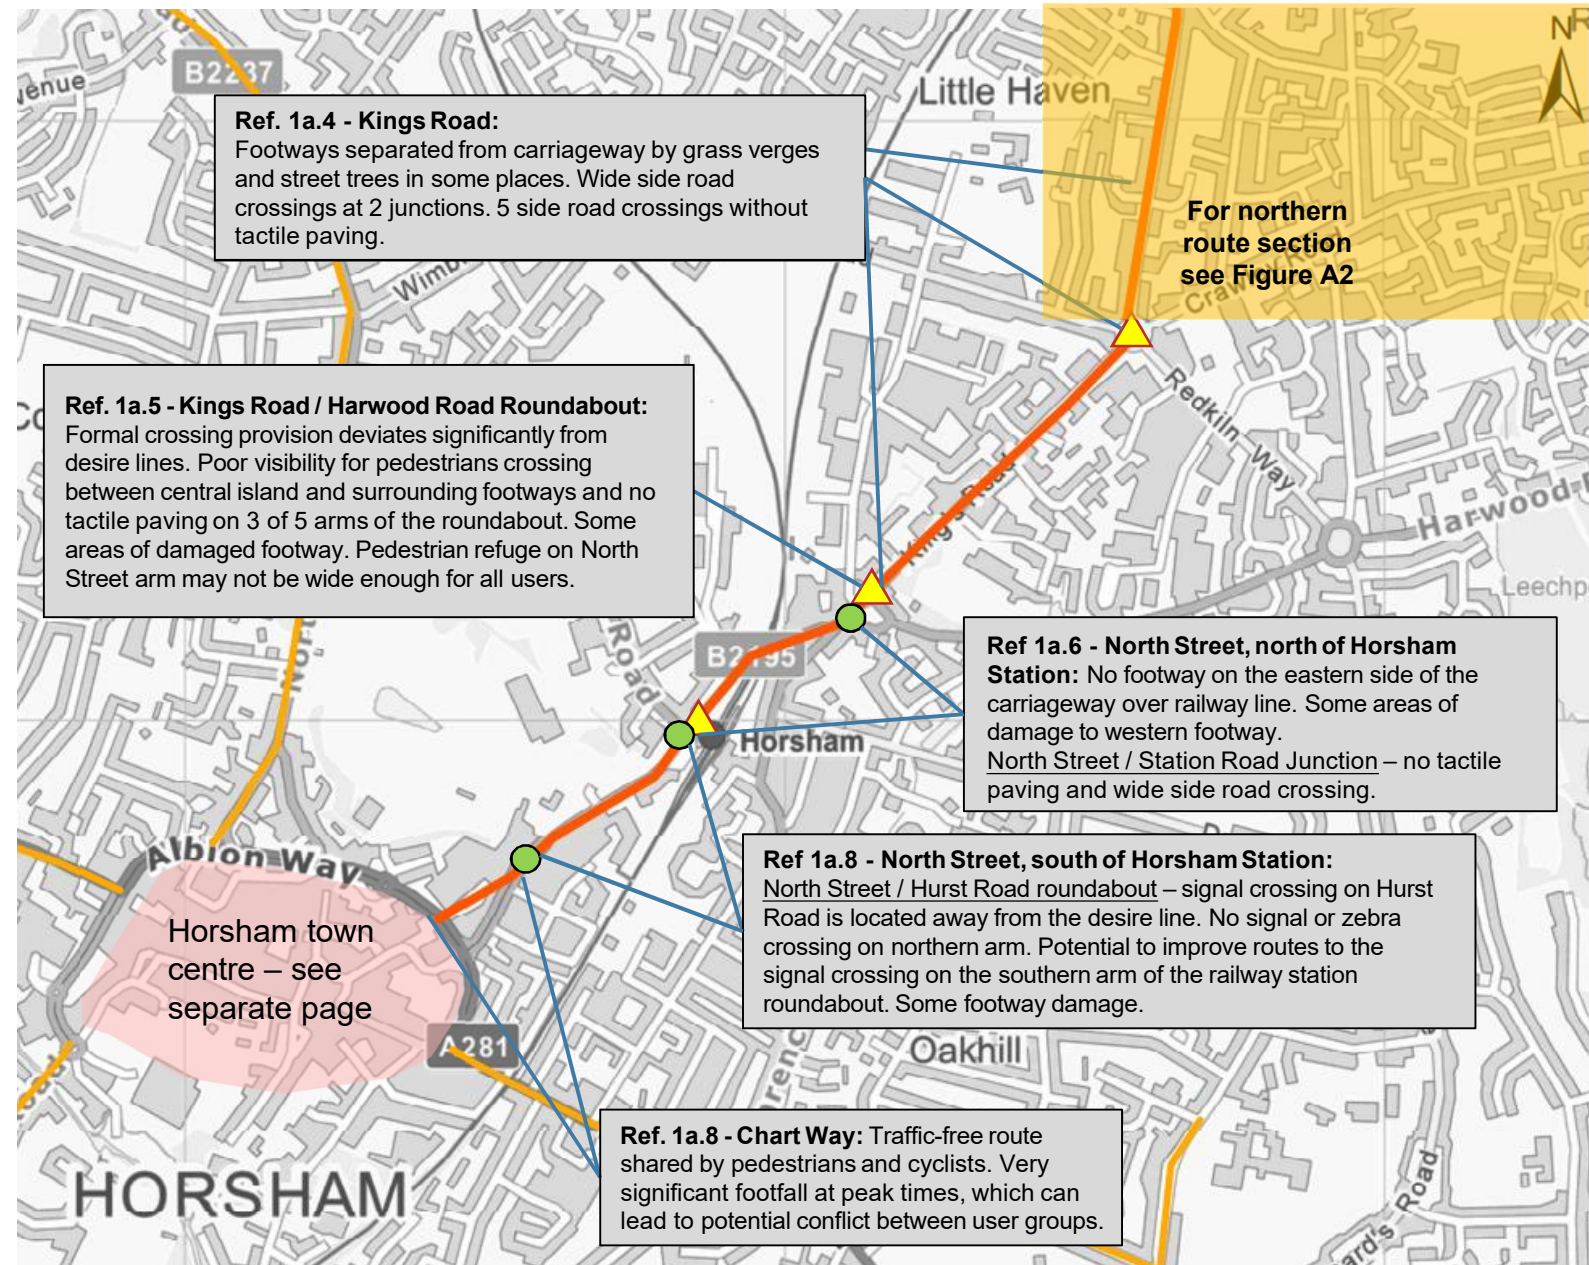 B2237
Little Haven
N
Ref. 1a.4 - Kings Road:
Footways separated from carriageway by grass verges
and street trees in some places. Wide side road
crossings at 2 junctions. 5 side road crossings without
tactile paving.
For northern
route section
see Figure A2
Redkiln Way
Ref. 1a.5 - Kings Road / Harwood Road Roundabout:
Formal crossing provision deviates significantly from
desire lines. Poor visibility for pedestrians crossing
between central island and surrounding footways and no
tactile paving on 3 of 5 arms of the roundabout. Some
areas of damaged footway. Pedestrian refuge on North
Street arm may not be wide enough for all users.
King's Road
Harwood
Leechp
Road
B2195
Horsham
Ref 1a.6 - North Street, north of Horsham
Station: No footway on the eastern side of the
carriageway over railway line. Some areas of
damage to western footway.
North Street / Station Road Junction – no tactile
paving and wide side road crossing.
Albion Way
Ref 1a.8 - North Street, south of Horsham Station:
North Street / Hurst Road roundabout – signal crossing on Hurst
Road is located away from the desire line. No signal or zebra
crossing on northern arm. Potential to improve routes to the
signal crossing on the southern arm of the railway station
roundabout. Some footway damage.
Horsham town
centre – see
separate page
A281
Oakhill
Ref. 1a.8 - Chart Way: Traffic-free route
shared by pedestrians and cyclists. Very
significant footfall at peak times, which can
lead to potential conflict between user groups.
HORSHAM
ard's Road